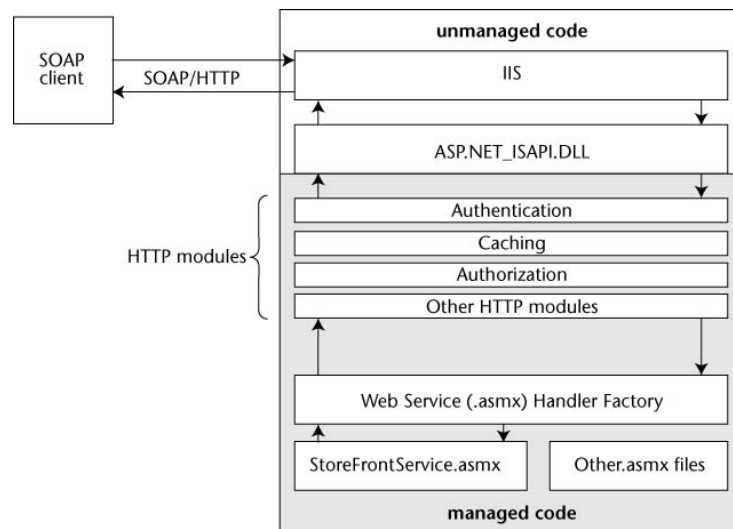 unmanaged code
SOAP
client
SOAP/HTTP
IIS
ASP.NET_ISAPI.DLL
HTTP modules
Authentication
Caching
Authorization
Other HTTP modules
Web Service (.asmx) Handler Factory
StoreFrontService.asmx
Other.asmx files
managed code